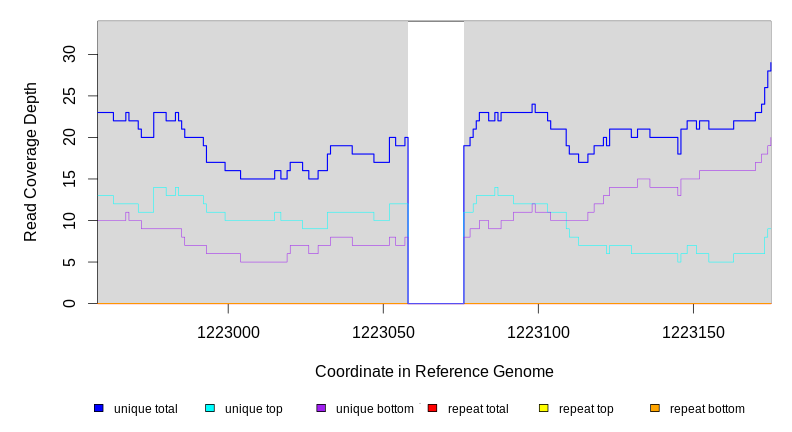 30
25
20
15
10
5
0
Read Coverage Depth
1223000 1223050 1223100 1223150
Coordinate in Reference Genome
unique total unique top unique bottom repeat total repeat top repeat bottom